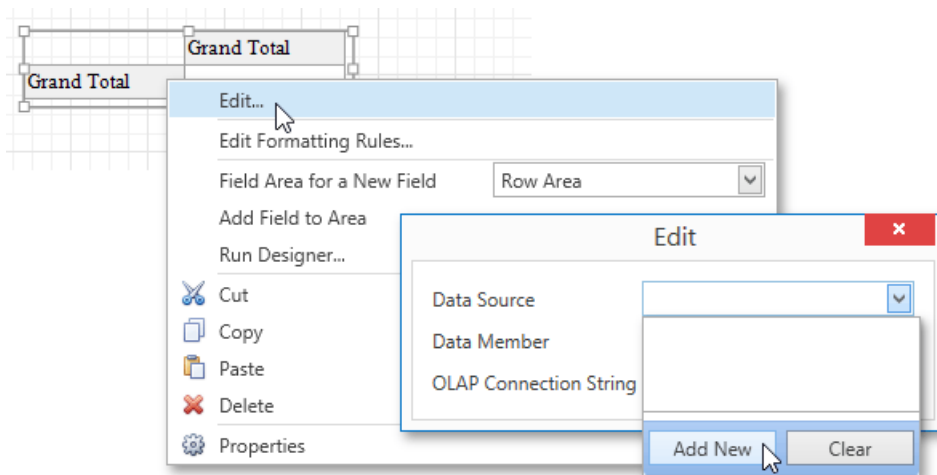 Grand Total
Grand Total
Edit...
Edit Formatting Rules...
Field Area for a New Field Row Area
Add Field to Area
Run Designer...
Cut
Copy
Paste
Delete
Properties
Edit
Data Source
Data Member
OLAP Connection String
Add New Clear